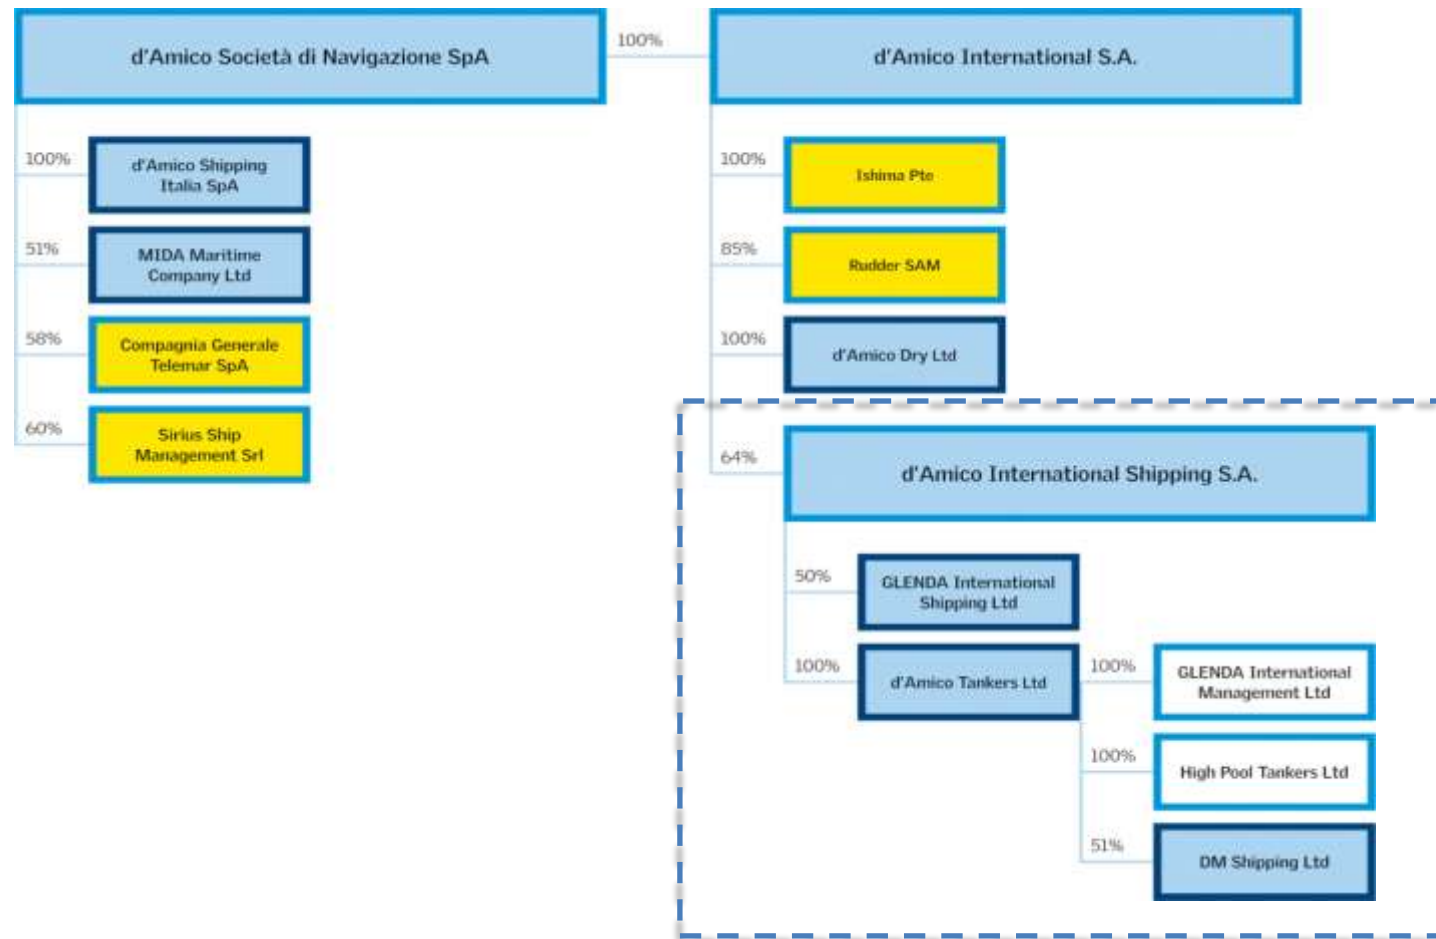 d'Amico Società di Navigazione SpA
100%
d'Amico International S.A.
100%
d'Amico Shipping
Italia SpA
51%
MIDA Maritime
Company Ltd
58%
Compagnia Generale
Telemar SpA
60%
Sirius Ship
Management Srl
100%
Ishima Pte
85%
Rudder SAM
100%
d'Amico Dry Ltd
64%
d'Amico International Shipping S.A.
50%
GLENDA International
Shipping Ltd
100%
d'Amico Tankers Ltd
100%
GLENDA International
Management Ltd
100%
High Pool Tankers Ltd
51%
DM Shipping Ltd